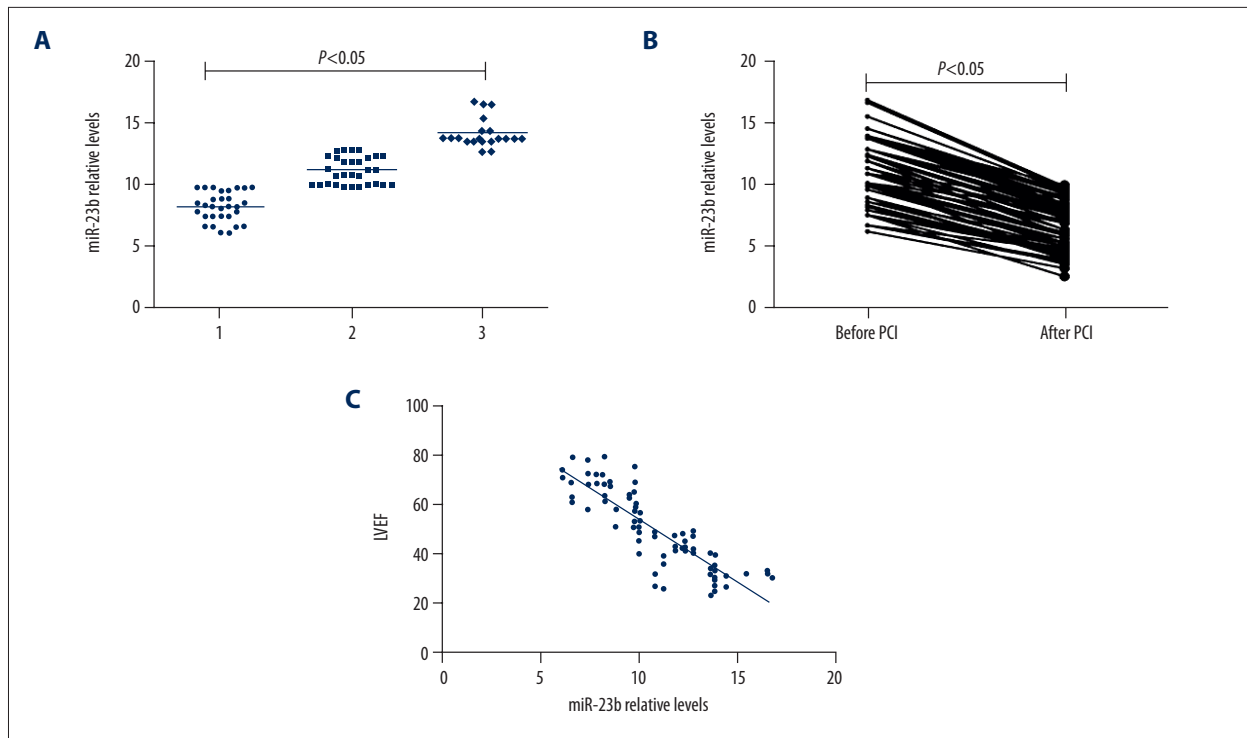 A
P<0.05
miR-23b relative levels
20
15
10
5
0
1 2 3
B
P<0.05
miR-23b relative levels
20
15
10
5
0
Before PCI After PCI
C
LVEF
100
80
60
40
20
0
0 5 10 15 20
miR-23b relative levels